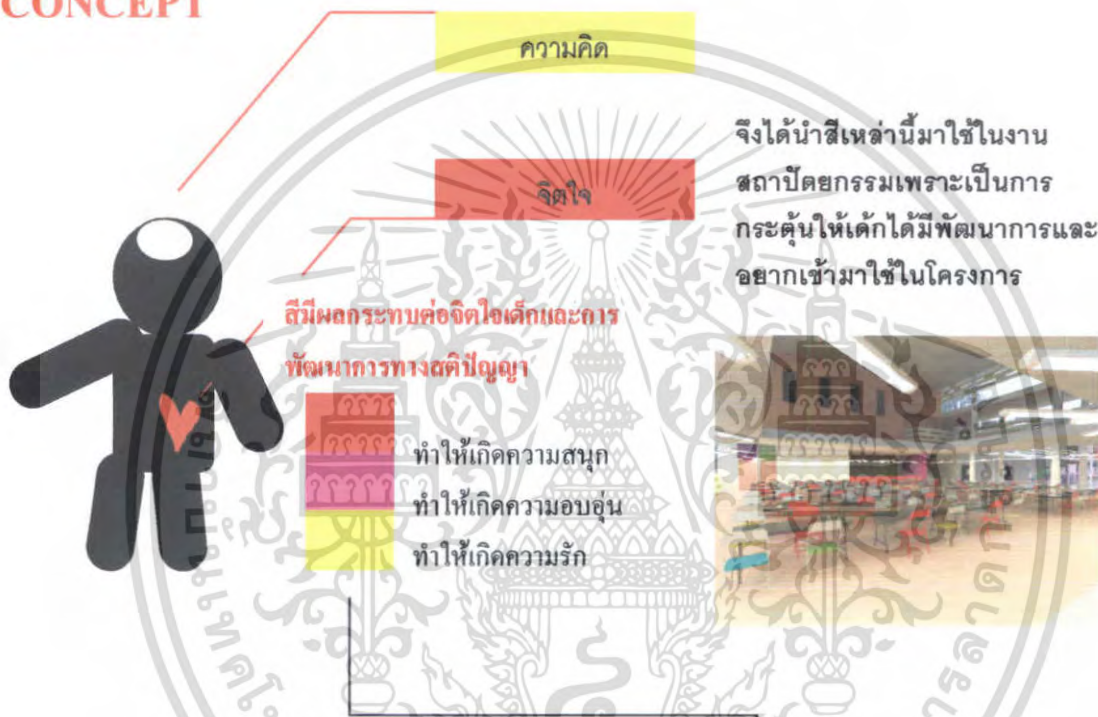 CONCEPT
ความคิด
จิตใจ
จึงได้นำสีเหล่านี้มาใช้ในงาน
สถาปัตยกรรมเพราะเป็นการ
กระตุ้นให้เด็กได้มีพัฒนาการและ
อยากเข้ามาใช้ในโครงการ
สีมีผลกระทบต่อจิตใจเด็กและการ
พัฒนาการทางสติปัญญา
ทำให้เกิดความสนุก
ทำให้เกิดความอบอุ่น
ทำให้เกิดความรัก